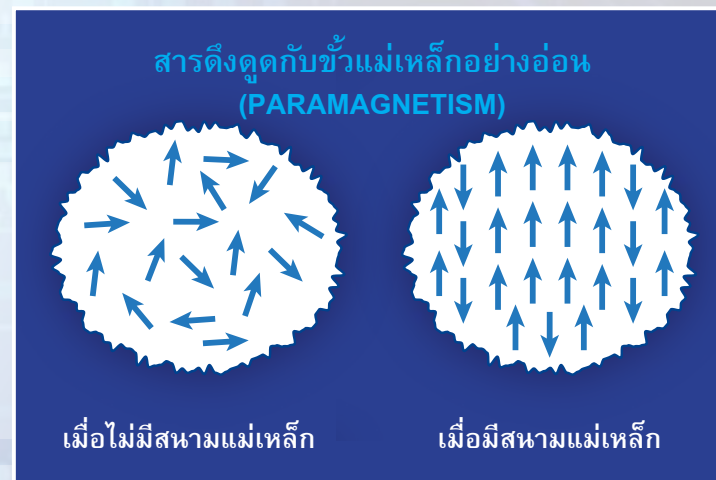 สารดึงดูดกับขั้วแม่เหล็กอย่างอ่อน
(PARAMAGNETISM)
เมื่อไม่มีสนามแม่เหล็ก
เมื่อมีสนามแม่เหล็ก